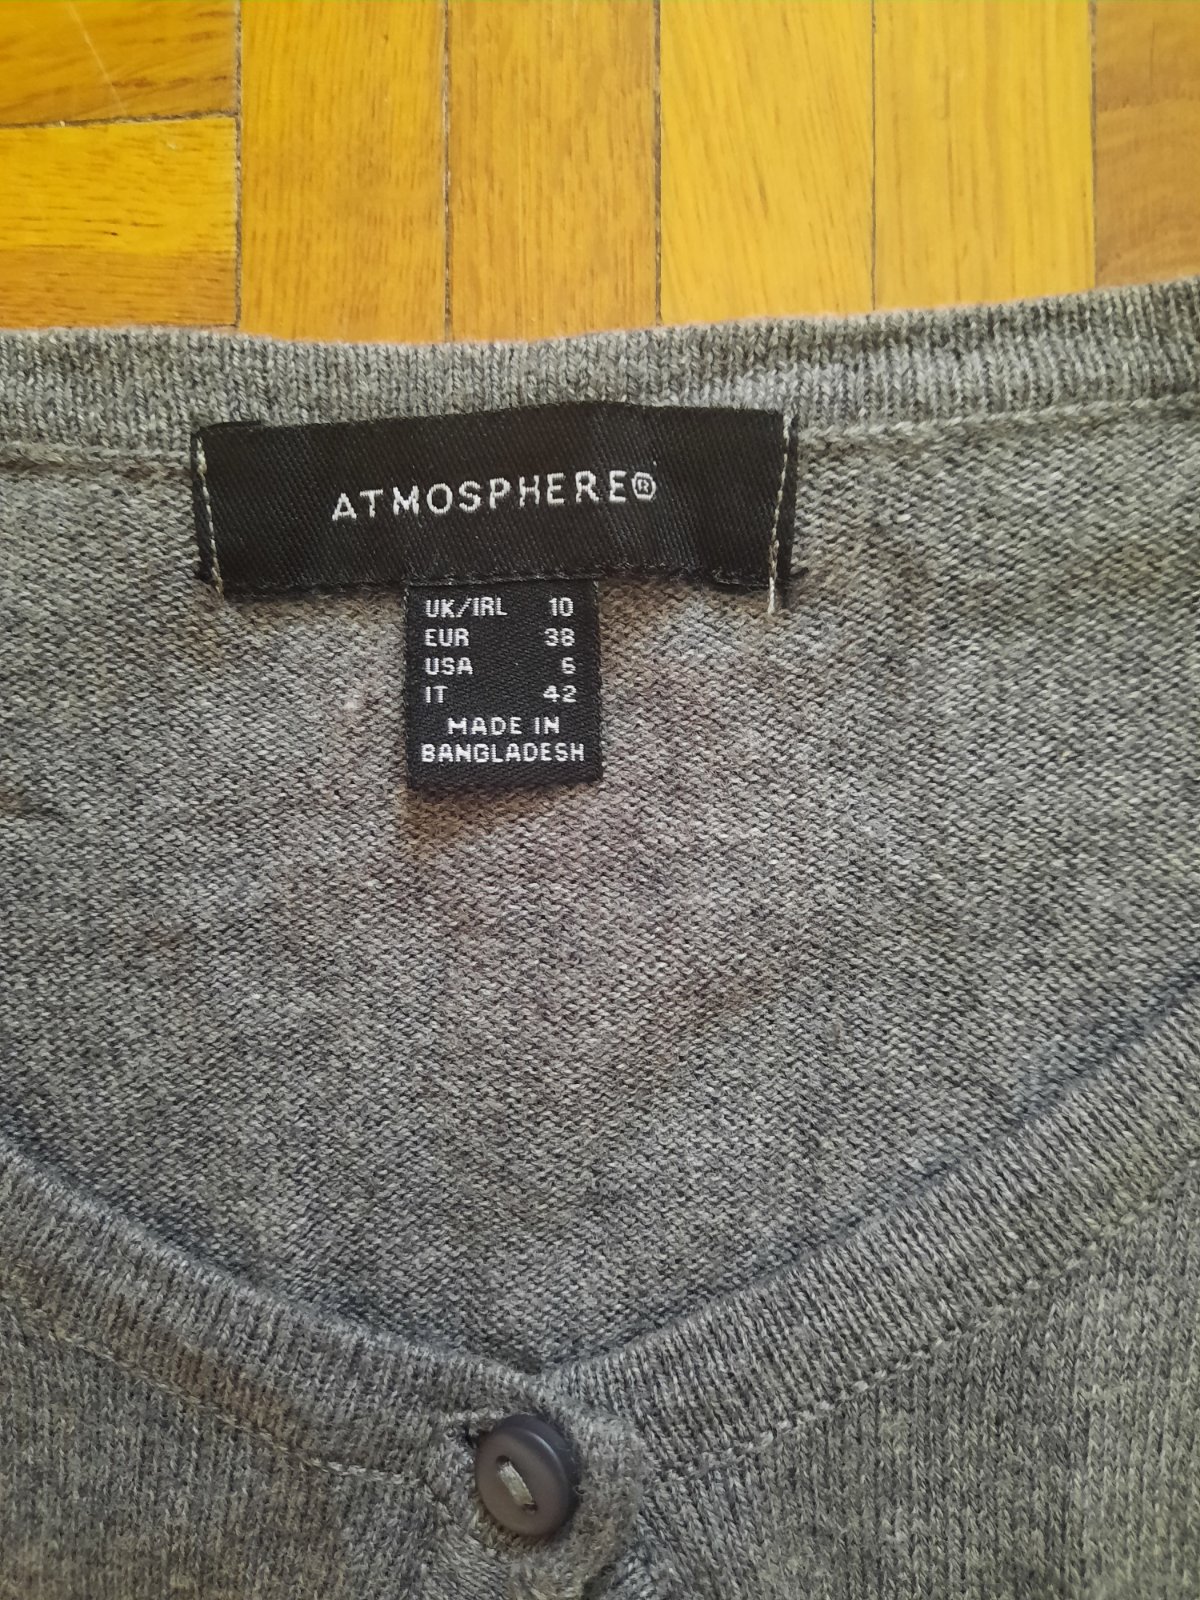 ATMOSPHERE®
UK/IRL 10
EUR 38
USA 6
IT 42
MADE IN
BANGLADESH